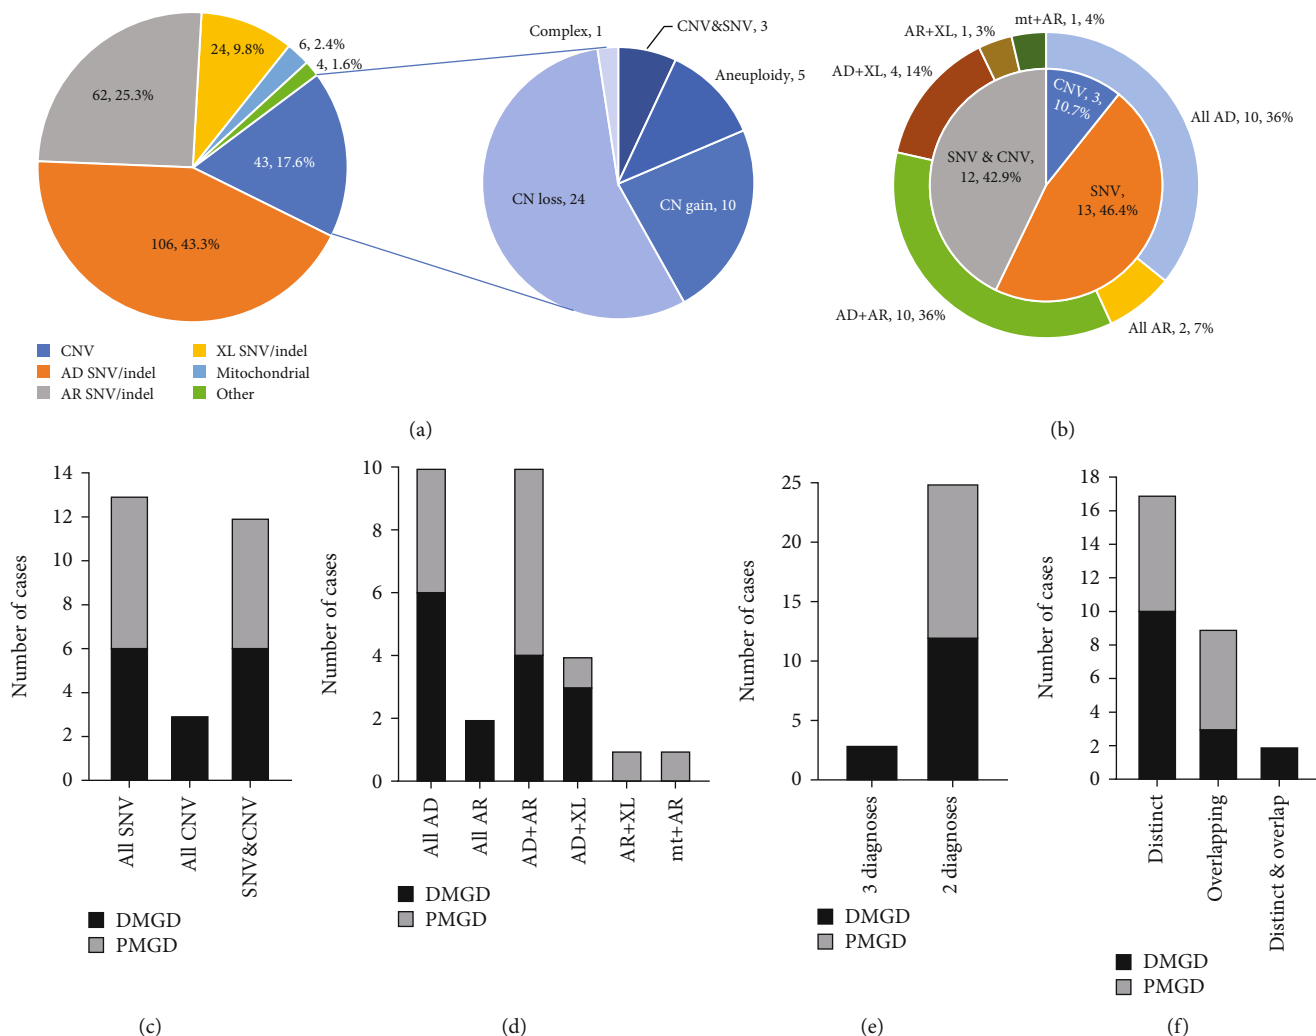 24, 9.8%
6, 2.4%
4, 1.6%
62, 25.3%
43, 17.6%
106, 43.3%
CNV
AD SNV/indel
AR SNV/indel
XL SNV/indel
Mitochondrial
Other
Complex, 1
CNV&SNV, 3
Aneuploidy, 5
CN loss, 24
CN gain, 10
(a)
mt+AR, 1, 4%
AR+XL, 1, 3%
AD+XL, 4, 14%
CNV, 3,
10.7%
All AD, 10, 36%
SNV & CNV,
12, 42.9%
SNV,
13, 46.4%
AD+AR, 10, 36%
All AR, 2, 7%
(b)
Number of cases
14
12
10
8
6
4
2
0
All SNV
All CNV
SNV&CNV
DMGD
PMGD
(c)
Number of cases
10
8
6
4
2
0
All AD
All AR
AD+AR
AD+XL
AR+XL
mt+AR
DMGD
PMGD
(d)
Number of cases
25
20
15
10
5
0
3 diagnoses
2 diagnoses
DMGD
PMGD
(e)
Number of cases
18
16
14
12
10
8
6
4
2
0
Distinct
Overlapping
Distinct & overlap
DMGD
PMGD
(f)